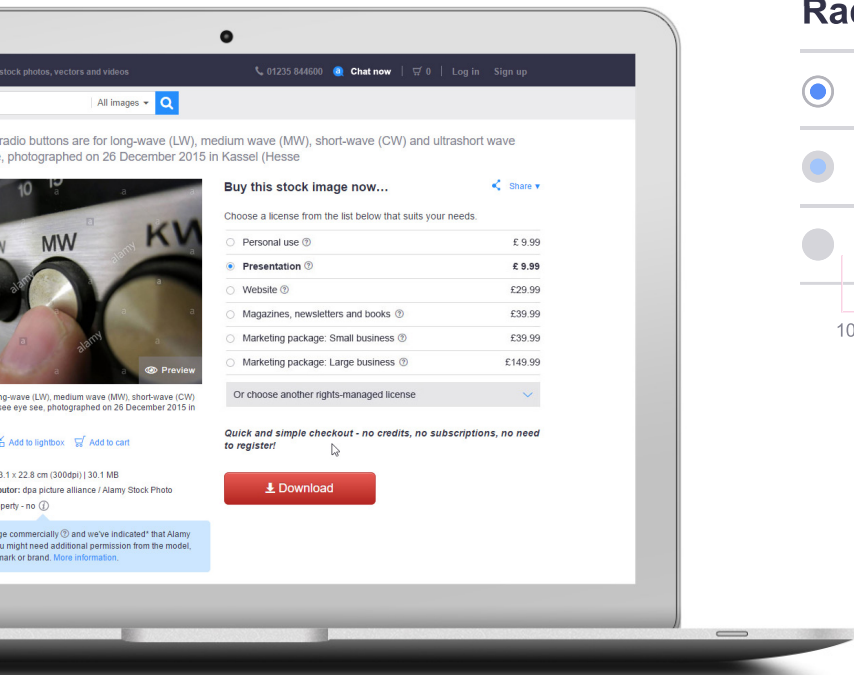 Rad
stock photos, vectors and videos
01235 844600 a Chat now | 0 | Log in Sign up
All images
radio buttons are for long-wave (LW), medium wave (MW), short-wave (CW) and ultrashort wave
, photographed on 26 December 2015 in Kassel (Hesse
10 15
MW KW
alamy
alamy
alamy
a
Preview
Buy this stock image now...
Share
Choose a license from the list below that suits your needs.
Personal use £ 9.99
Presentation £ 9.99
Website £29.99
Magazines, newsletters and books £39.99
Marketing package: Small business £39.99
Marketing package: Large business £149.99
Or choose another rights-managed license
Quick and simple checkout - no credits, no subscriptions, no need
to register!
Download
ng-wave (LW), medium wave (MW), short-wave (CW)
see eye see, photographed on 26 December 2015 in
Add to lightbox Add to cart
3.1 x 22.8 cm (300dpi) | 30.1 MB
utor: dpa picture alliance / Alamy Stock Photo
perty - no
ge commercially and we've indicated* that Alamy
u might need additional permission from the model,
mark or brand. More information.
10